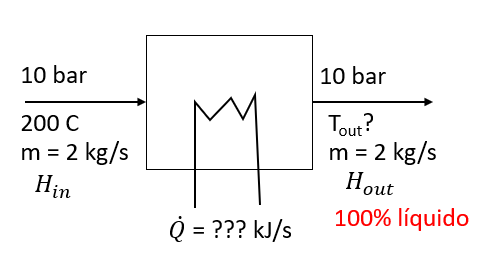 10 bar
200 C
m = 2 kg/s
H_in
Q̇ = ??? kJ/s
10 bar
T_out?
m = 2 kg/s
H_out
100% líquido